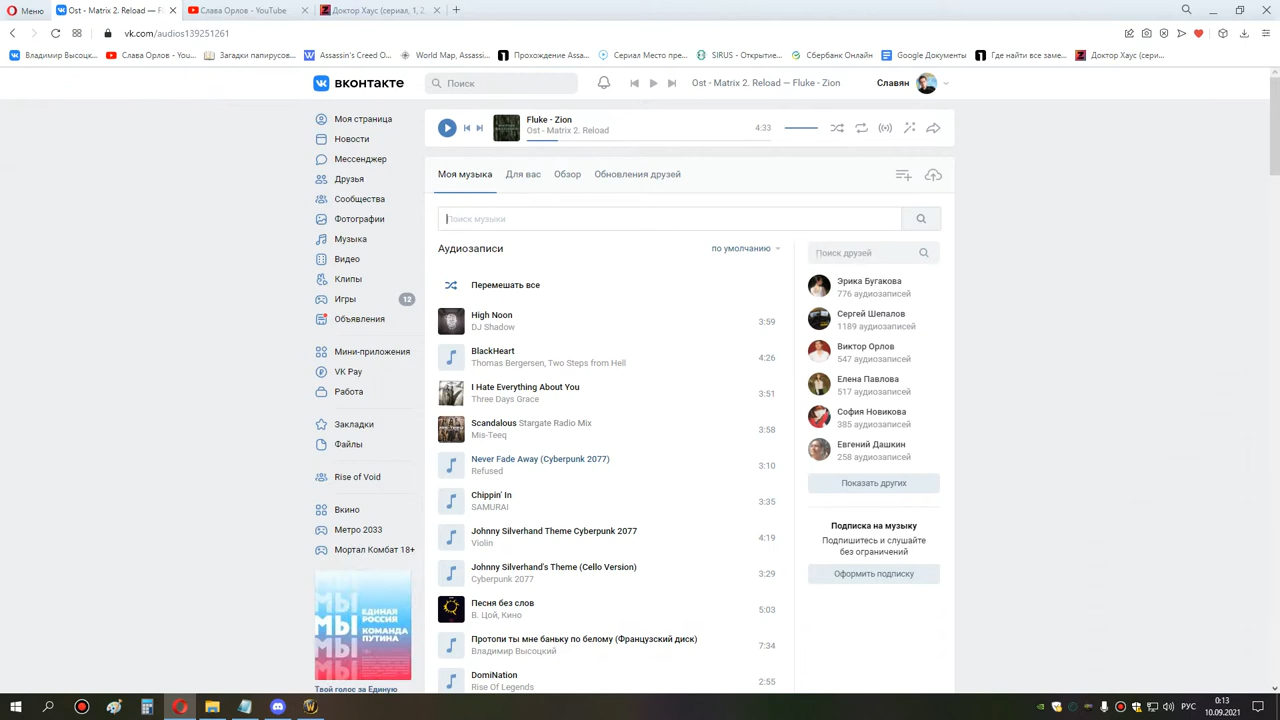 Меню
Ost - Matrix 2. Reload — Flu
Слава Орлов - YouTube
Доктор Хаус (сериал, 1, 2
vk.com/audios139251261
Владимир Высоцк...
Слава Орлов - YouT...
Загадки папирусов...
Assassin's Creed O...
World Map, Assassi...
Прохождение Assa...
Сериал Место пре...
SIRUS - Открытие...
Сбербанк Онлайн
Google Документы
Где найти все заме...
Доктор Хаус (сери...
вконтакте
Поиск
Ost - Matrix 2. Reload — Fluke - Zion
Славян
Моя страница
Новости
Мессенджер
Друзья
Сообщества
Фотографии
Музыка
Видео
Клипы
Игры
12
Объявления
Мини-приложения
VK Pay
Работа
Закладки
Файлы
Rise of Void
Вкино
Метро 2033
Мортал Комбат 18+
МЫ
ЕДИНАЯ
РОССИЯ
КОМАНДА
ПУТИНА
Твой голос за Единую
Fluke - Zion
Ost - Matrix 2. Reload
4:33
Моя музыка
Для вас
Обзор
Обновления друзей
Поиск музыки
Аудиозаписи
по умолчанию
Перемешать все
High Noon
DJ Shadow
3:59
BlackHeart
Thomas Bergersen, Two Steps from Hell
4:26
I Hate Everything About You
Three Days Grace
3:51
Scandalous Stargate Radio Mix
Mis-Teeq
3:58
Never Fade Away (Cyberpunk 2077)
Refused
3:10
Chippin' In
SAMURAI
3:35
Johnny Silverhand Theme Cyberpunk 2077
Violin
4:19
Johnny Silverhand's Theme (Cello Version)
Cyberpunk 2077
3:29
Песня без слов
В. Цой, Кино
5:03
Протопи ты мне баньку по белому (Французский диск)
Владимир Высоцкий
7:34
DomiNation
Rise Of Legends
2:55
Поиск друзей
Эрика Бугакова
776 аудиозаписей
Сергей Шепалов
1189 аудиозаписей
Виктор Орлов
547 аудиозаписей
Елена Павлова
517 аудиозаписей
София Новикова
385 аудиозаписей
Евгений Дашкин
258 аудиозаписей
Показать других
Подписка на музыку
Подпишитесь и слушайте
без ограничений
Оформить подписку
РУС
0:13
10.09.2021